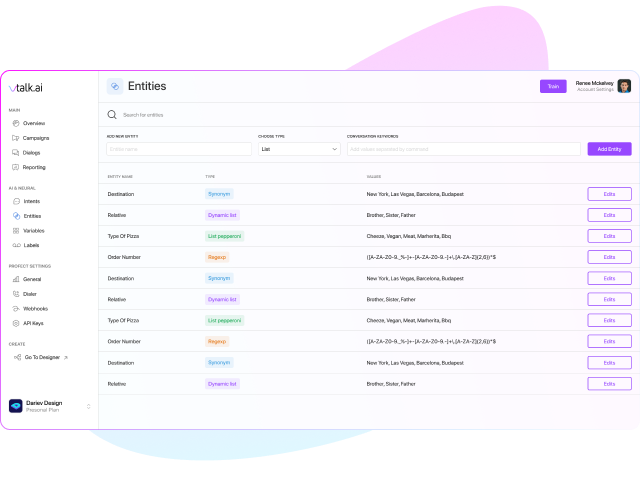 vtalk.ai
MAIN
Overview
Campaigns
Dialogs
Reporting
AI & NEURAL
Intents
Entities
Variables
Labels
PROFECT SETTINGS
General
Dialer
Webhooks
API Keys
CREATE
Go To Designer
Dariev Design
Presonal Plan
Entities
Train
Renee Mckelvey
Account Settings
Search for entities
ADD NEW ENTITY CHOOSE TYPE CONVERSATION KEYWORDS
Entity name List Add values separated by command Add Entity
ENTITY NAME TYPE VALUES
Destination Synonym New York, Las Vegas, Barcelona, Budapest Edits
Relative Dynamic list Brother, Sister, Father Edits
Type Of Pizza List pepperoni Cheeze, Vegan, Meat, Marherita, Bbq Edits
Order Number Regexp ([A-ZA-Z0-9._%-]+-[A-ZA-Z0-9.-]+\.[A-ZA-Z]{2,6})*$ Edits
Destination Synonym New York, Las Vegas, Barcelona, Budapest Edits
Relative Dynamic list Brother, Sister, Father Edits
Type Of Pizza List pepperoni Cheeze, Vegan, Meat, Marherita, Bbq Edits
Order Number Regexp ([A-ZA-Z0-9._%-]+-[A-ZA-Z0-9.-]+\.[A-ZA-Z]{2,6})*$ Edits
Destination Synonym New York, Las Vegas, Barcelona, Budapest Edits
Relative Dynamic list Brother, Sister, Father Edits